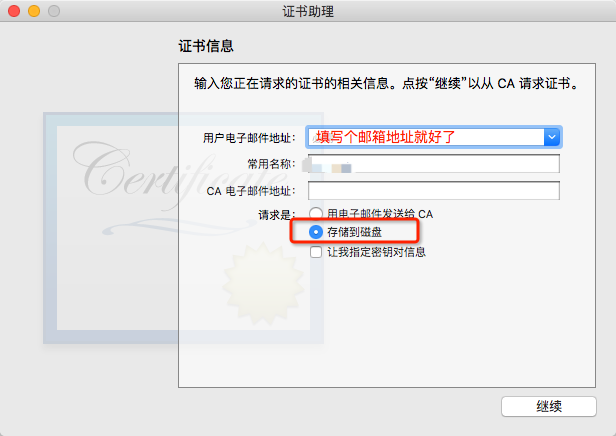 证书助理
证书信息
输入您正在请求的证书的相关信息。点按“继续”以从 CA 请求证书。
Certificate
用户电子邮件地址： 填写个邮箱地址就好了
常用名称：
CA 电子邮件地址：
请求是： 用电子邮件发送给 CA
存储到磁盘
让我指定密钥对信息
继续